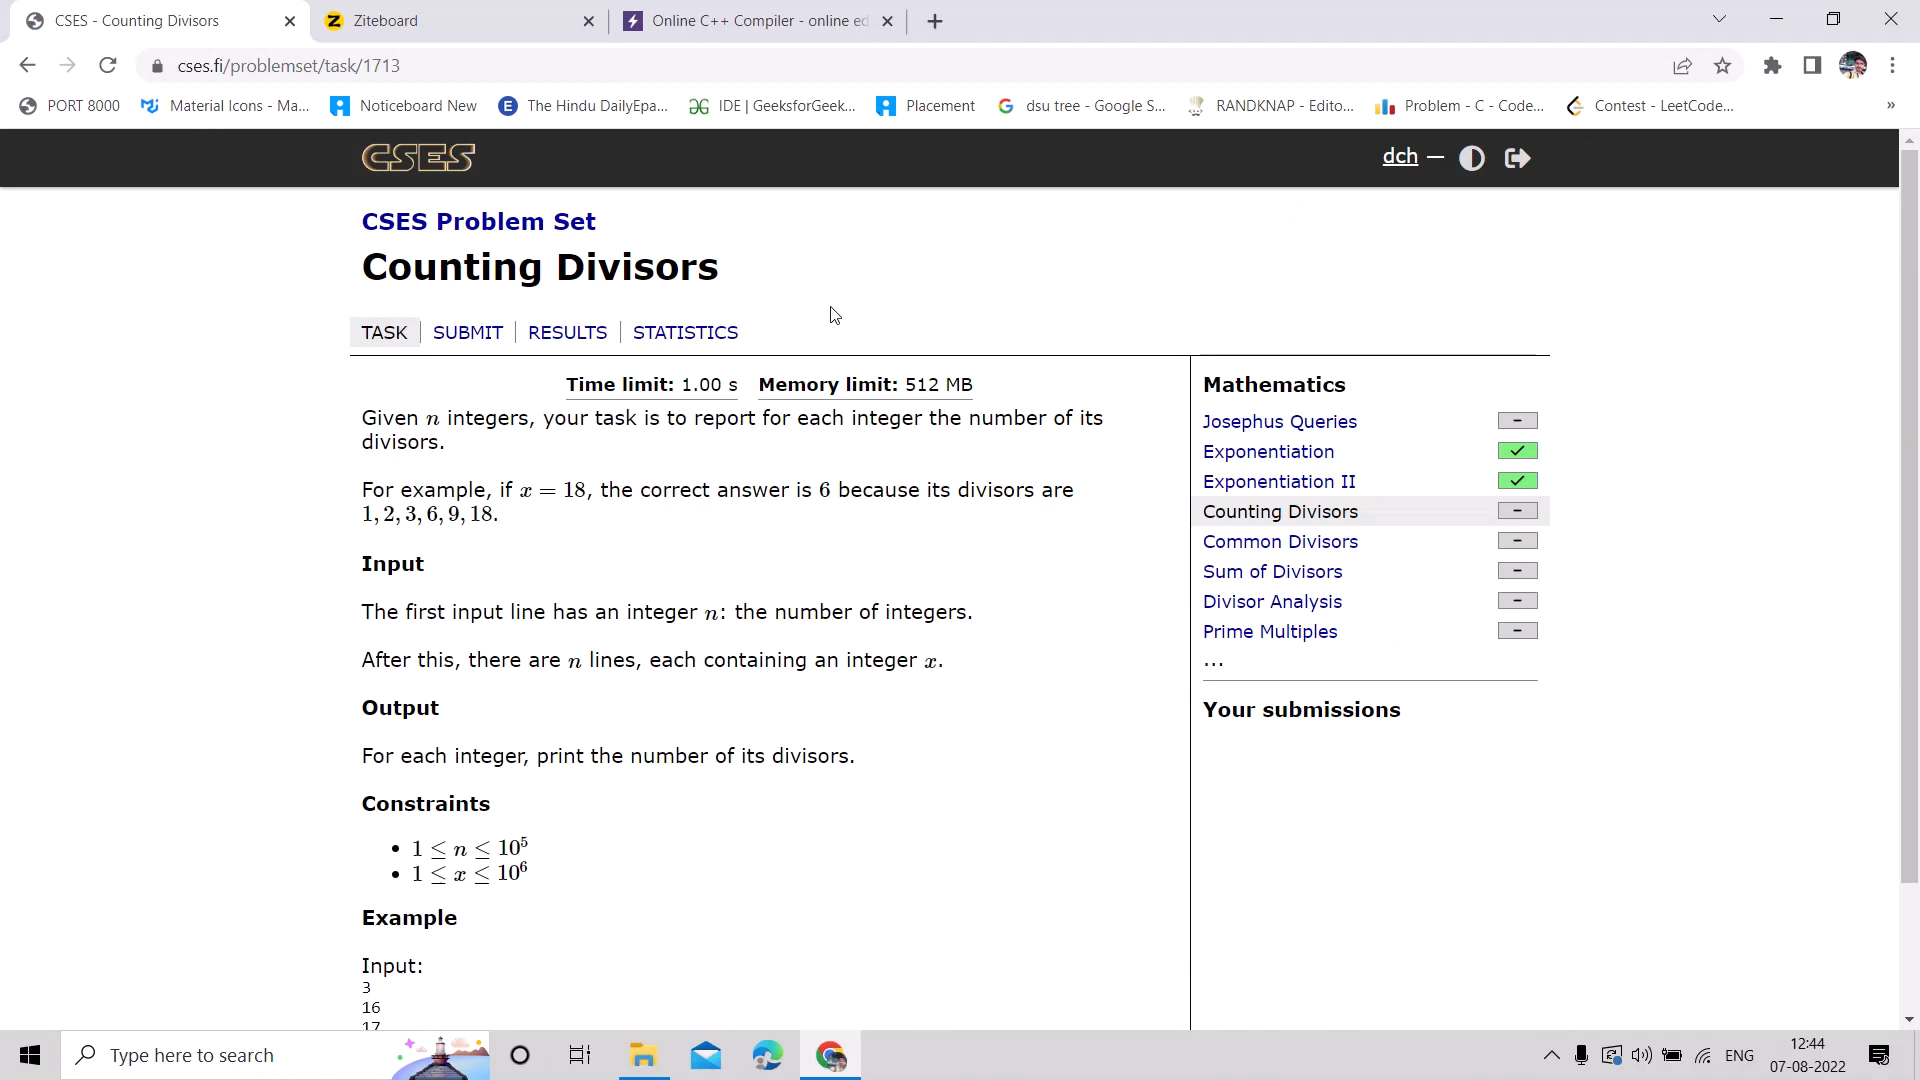 CSES - Counting Divisors
Ziteboard
Online C++ Compiler - online ed
cses.fi/problemset/task/1713
PORT 8000
Material Icons - Ma...
Noticeboard New
The Hindu DailyEpa...
IDE | GeeksforGeek...
Placement
dsu tree - Google S...
RANDKNAP - Edito...
Problem - C - Code...
Contest - LeetCode...
»
CSES
dch —
CSES Problem Set
Counting Divisors
TASK | SUBMIT | RESULTS | STATISTICS
Time limit: 1.00 s Memory limit: 512 MB
Given n integers, your task is to report for each integer the number of its
divisors.
For example, if x = 18, the correct answer is 6 because its divisors are
1, 2, 3, 6, 9, 18.
Input
The first input line has an integer n: the number of integers.
After this, there are n lines, each containing an integer x.
Output
For each integer, print the number of its divisors.
Constraints
• 1 ≤ n ≤ 10⁵
• 1 ≤ x ≤ 10⁶
Example
Input:
3
16
17
Mathematics
Josephus Queries –
Exponentiation
Exponentiation II
Counting Divisors –
Common Divisors –
Sum of Divisors –
Divisor Analysis –
Prime Multiples –
...
Your submissions
Type here to search
ENG
12:44
07-08-2022